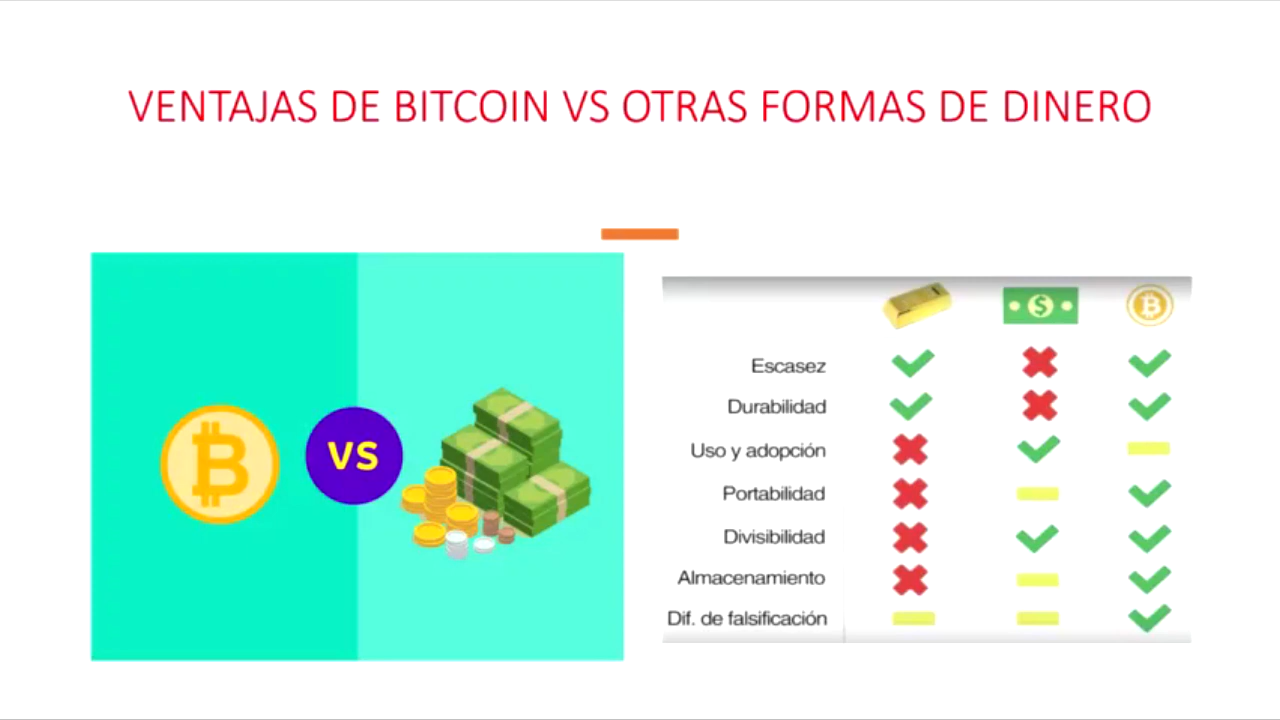 VENTAJAS DE BITCOIN VS OTRAS FORMAS DE DINERO
VS
Escasez
Durabilidad
Uso y adopción
Portabilidad
Divisibilidad
Almacenamiento
Dif. de falsificación